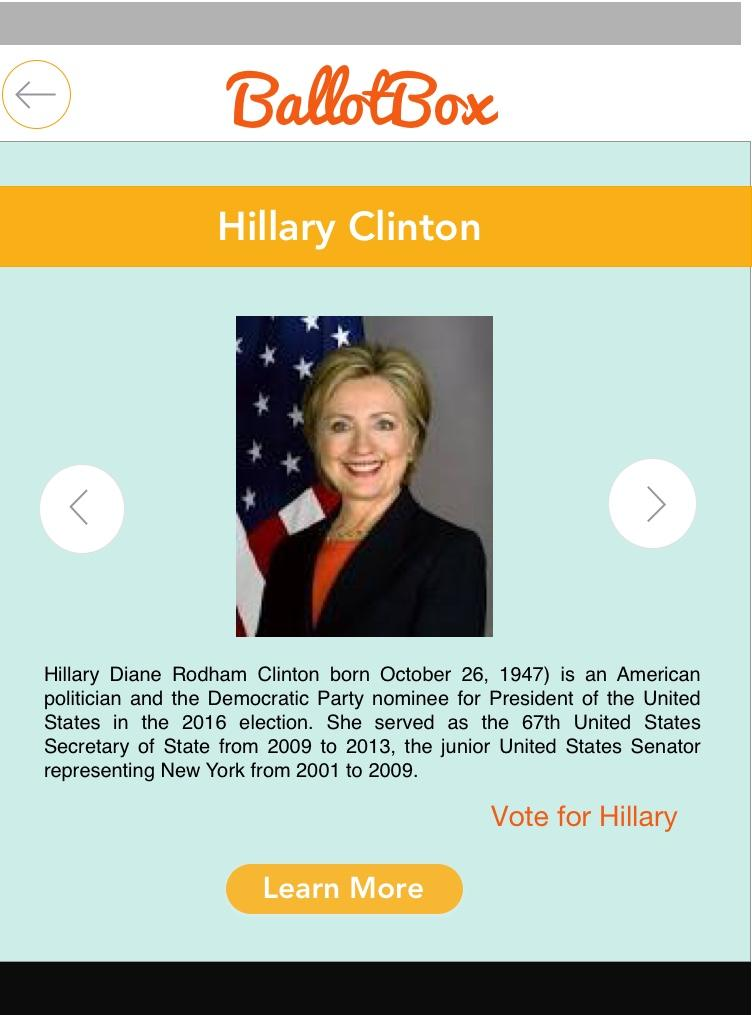 BallotBox
Hillary Clinton
Hillary Diane Rodham Clinton born October 26, 1947) is an American
politician and the Democratic Party nominee for President of the United
States in the 2016 election. She served as the 67th United States
Secretary of State from 2009 to 2013, the junior United States Senator
representing New York from 2001 to 2009.
Vote for Hillary
Learn More